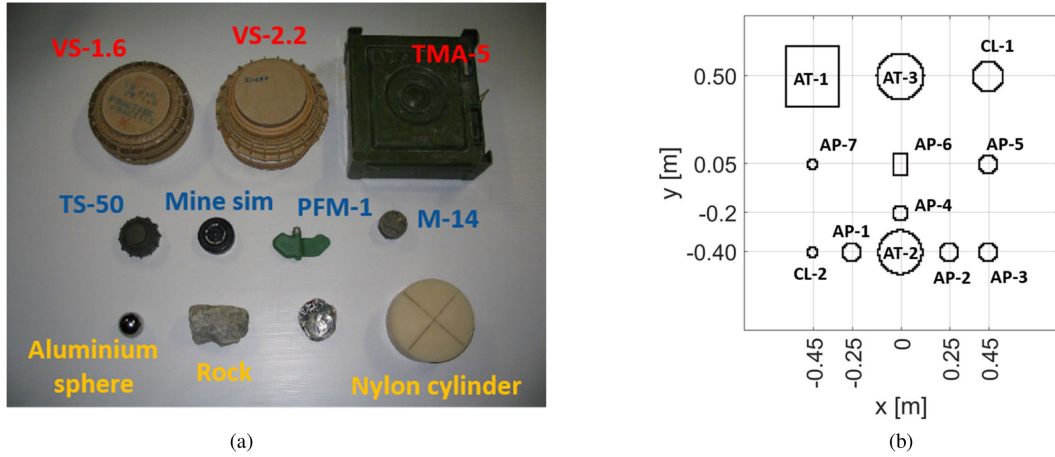 VS-1.6
VS-2.2
TMA-5
TS-50
Mine sim
PFM-1
M-14
Aluminium
sphere
Rock
Nylon cylinder
(a)
y [m]
0.50
0.05
-0.2
-0.40
AT-1
AT-3
CL-1
AP-7
AP-6
AP-5
AP-4
AP-1
CL-2
AT-2
AP-2
AP-3
-0.45
-0.25
0
0.25
0.45
x [m]
(b)